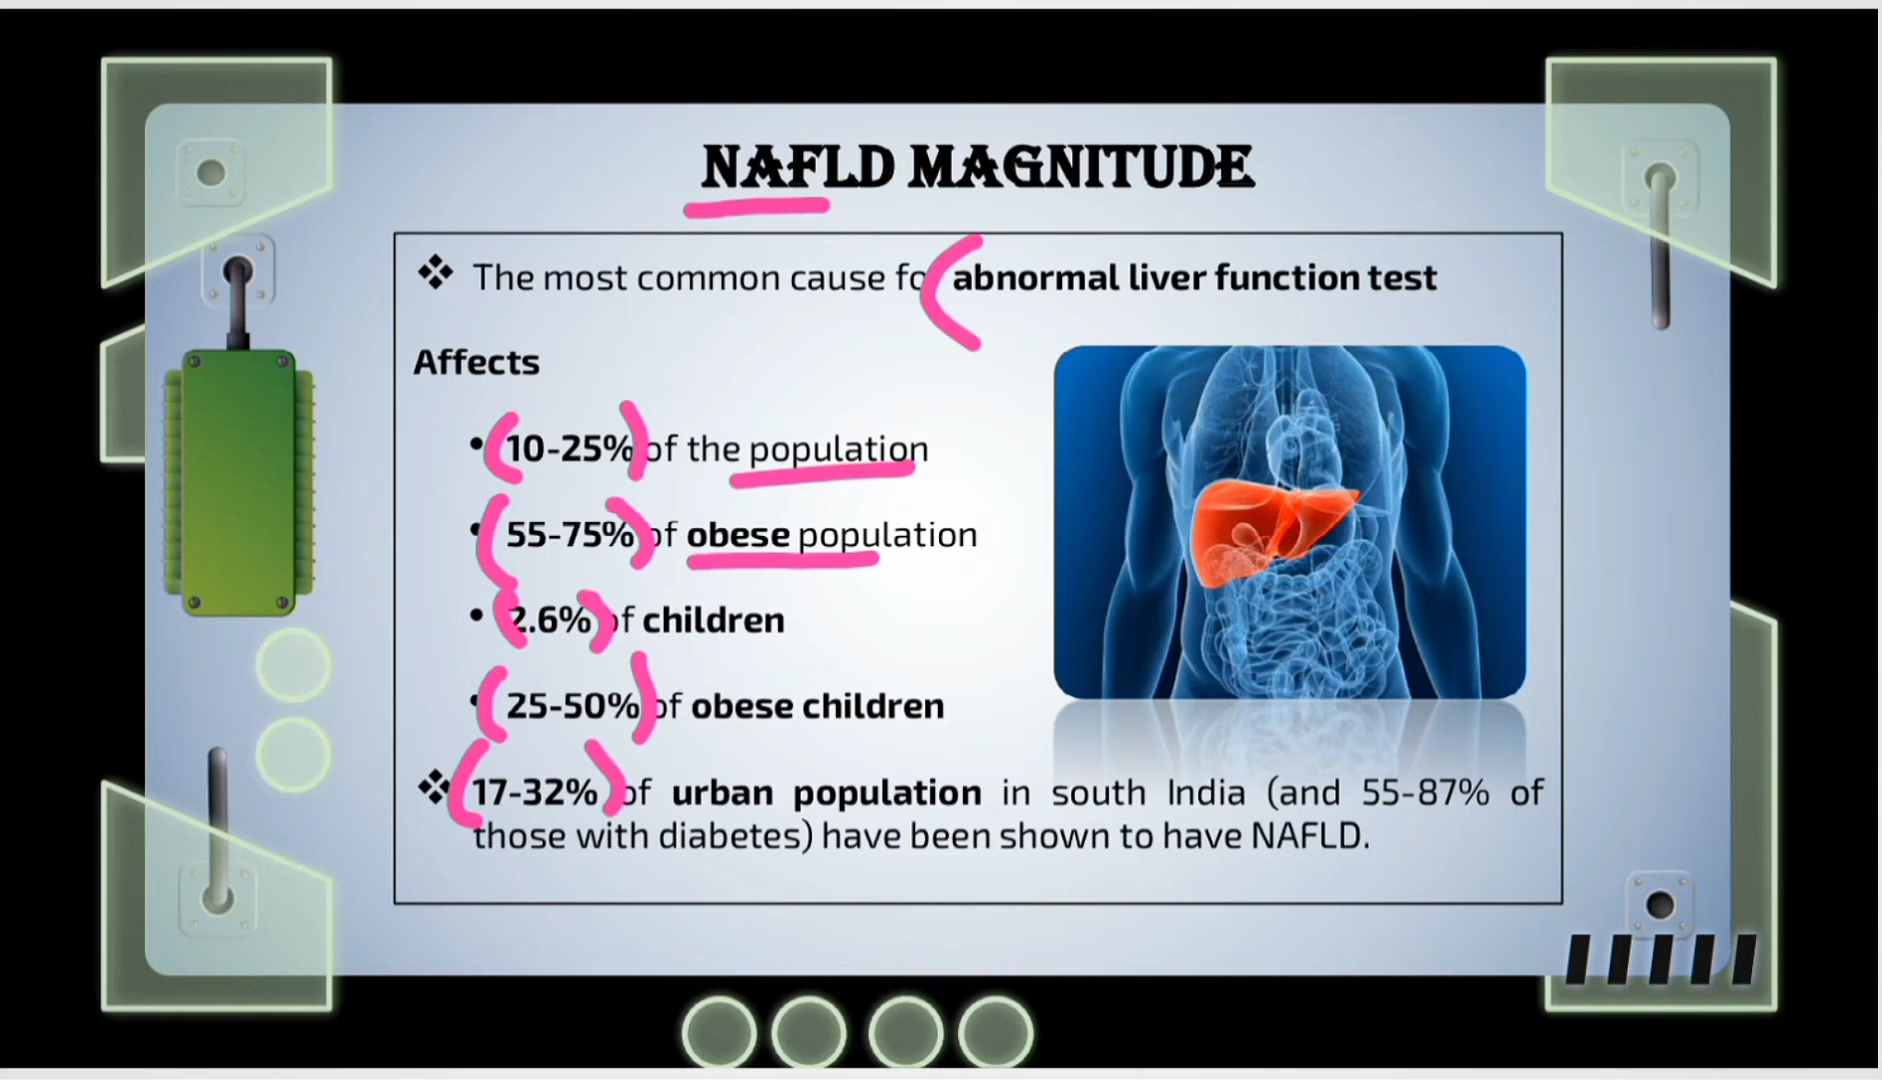 NAFLD MAGNITUDE
❖ The most common cause for abnormal liver function test
Affects
• 10-25% of the population
• 55-75% of obese population
• 2.6% of children
• 25-50% of obese children
❖ 17-32% of urban population in south India (and 55-87% of
those with diabetes) have been shown to have NAFLD.